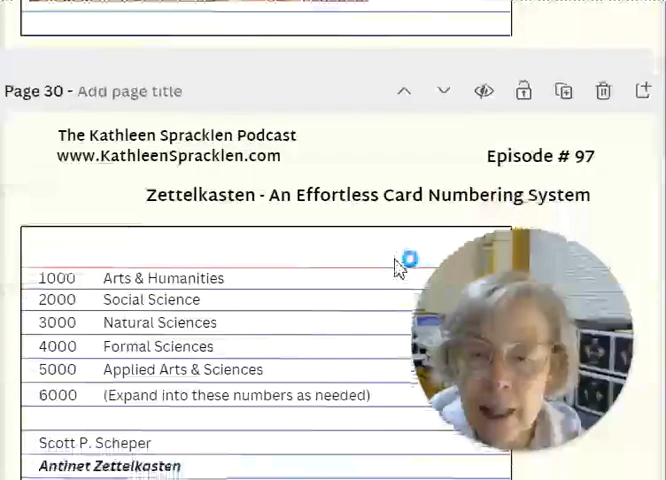 Page 30 - Add page title
The Kathleen Spracklen Podcast
www.KathleenSpracklen.com
Episode # 97
Zettelkasten - An Effortless Card Numbering System
1000 Arts & Humanities
2000 Social Science
3000 Natural Sciences
4000 Formal Sciences
5000 Applied Arts & Sciences
6000 (Expand into these numbers as needed)
Scott P. Scheper
Antinet Zettelkasten